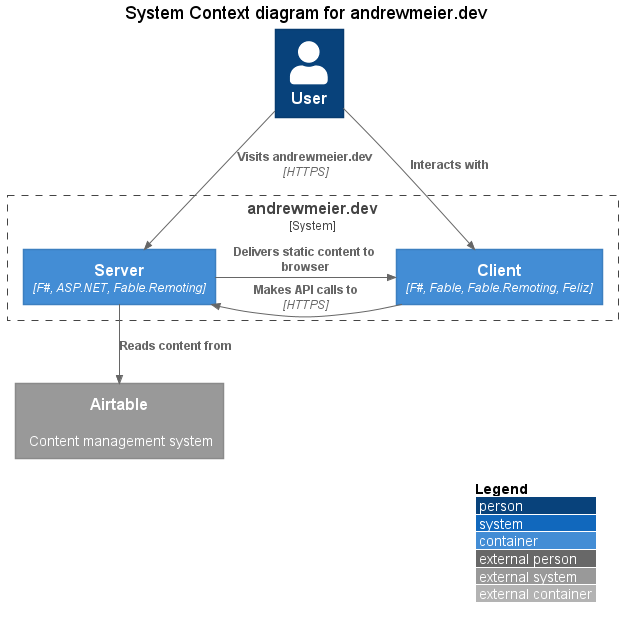 System Context diagram for andrewmeier.dev
User
Visits andrewmeier.dev
[HTTPS]
Interacts with
andrewmeier.dev
[System]
Server
[F#, ASP.NET, Fable.Remoting]
Delivers static content to
browser
Makes API calls to
[HTTPS]
Client
[F#, Fable, Fable.Remoting, Feliz]
Reads content from
Airtable
Content management system
Legend
person
system
container
external person
external system
external container